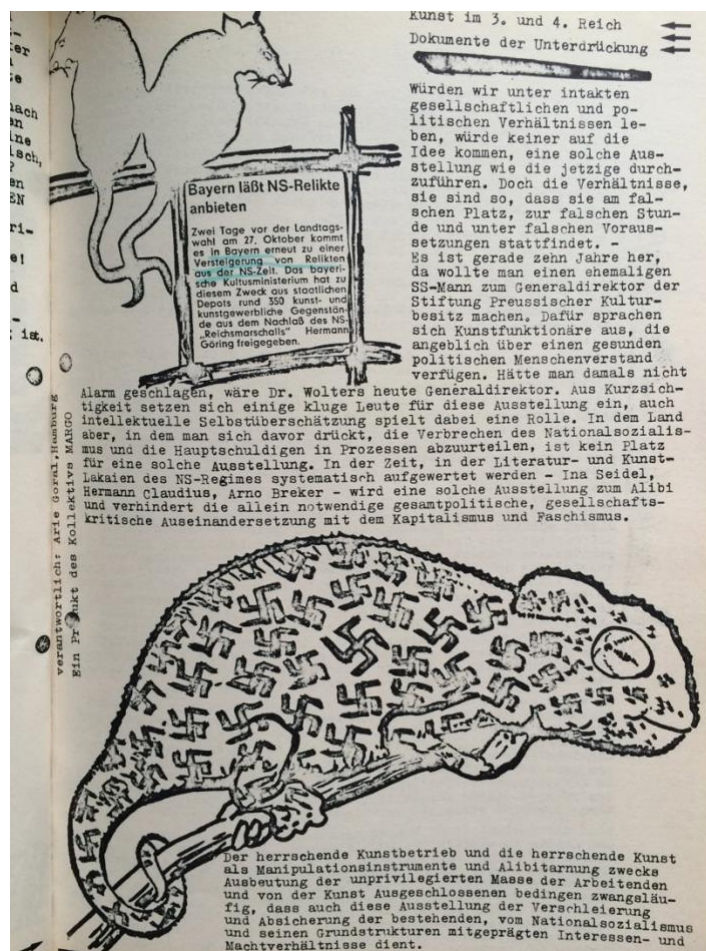 ter
te
nach
en
ine
isch,
?
en
EN
ri-
e!
d
-
ist.
Kunst im 3. und 4. Reich
Dokumente der Unterdrückung
Würden wir unter intakten
gesellschaftlichen und po-
litischen Verhältnissen le-
ben, würde keiner auf die
Idee kommen, eine solche Aus-
stellung wie die jetzige durch-
zuführen. Doch die Verhältnisse,
sie sind so, dass sie am fal-
schen Platz, zur falschen Stun-
de und unter falschen Voraus-
setzungen stattfindet. -
Es ist gerade zehn Jahre her,
da wollte man einen ehemaligen
SS-Mann zum Generaldirektor der
Stiftung Preussischer Kultur-
besitz machen. Dafür sprachen
sich Kunstfunktionäre aus, die
angeblich über einen gesunden
politischen Menschenverstand
verfügen. Hätte man damals nicht
Alarm geschlagen, wäre Dr. Wolters heute Generaldirektor. Aus Kurzsich-
tigkeit setzen sich einige kluge Leute für diese Ausstellung ein, auch
intellektuelle Selbstüberschätzung spielt dabei eine Rolle. In dem Land
aber, in dem man sich davor drückt, die Verbrechen des Nationalsozialis-
mus und die Hauptschuldigen in Prozessen abzuurteilen, ist kein Platz
für eine solche Ausstellung. In der Zeit, in der Literatur- und Kunst-
Lakaien des NS-Regimes systematisch aufgewertet werden - Ina Seidel,
Hermann Claudius, Arno Breker - wird eine solche Ausstellung zum Alibi
und verhindert die allein notwendige gesamtpolitische, gesellschafts-
kritische Auseinandersetzung mit dem Kapitalismus und Faschismus.
Bayern läßt NS-Relikte
anbieten
Zwei Tage vor der Landtags-
wahl am 27. Oktober kommt
es in Bayern erneut zu einer
Versteigerung von Relikten
aus der NS-Zeit. Das bayeri-
sche Kultusministerium hat zu
diesem Zweck aus staatlichen
Depots rund 350 kunst- und
kunstgewerbliche Gegenstän-
de aus dem Nachlaß des NS-
„Reichsmarschalls" Hermann
Göring freigegeben.
verantwortlich: Arie Goral, Hamburg
Ein Produkt des Kollektivs MARGO
Der herrschende Kunstbetrieb und die herrschende Kunst
als Manipulationsinstrumente und Alibitarnung zwecks
Ausbeutung der unprivilegierten Masse der Arbeitenden
und von der Kunst Ausgeschlossenen bedingen zwangsläu-
fig, dass auch diese Ausstellung der Verschleierung
und Absicherung der bestehenden, vom Nationalsozialismus
und seinen Grundstrukturen mitgeprägten Interessen- und
Machtverhältnisse dient.